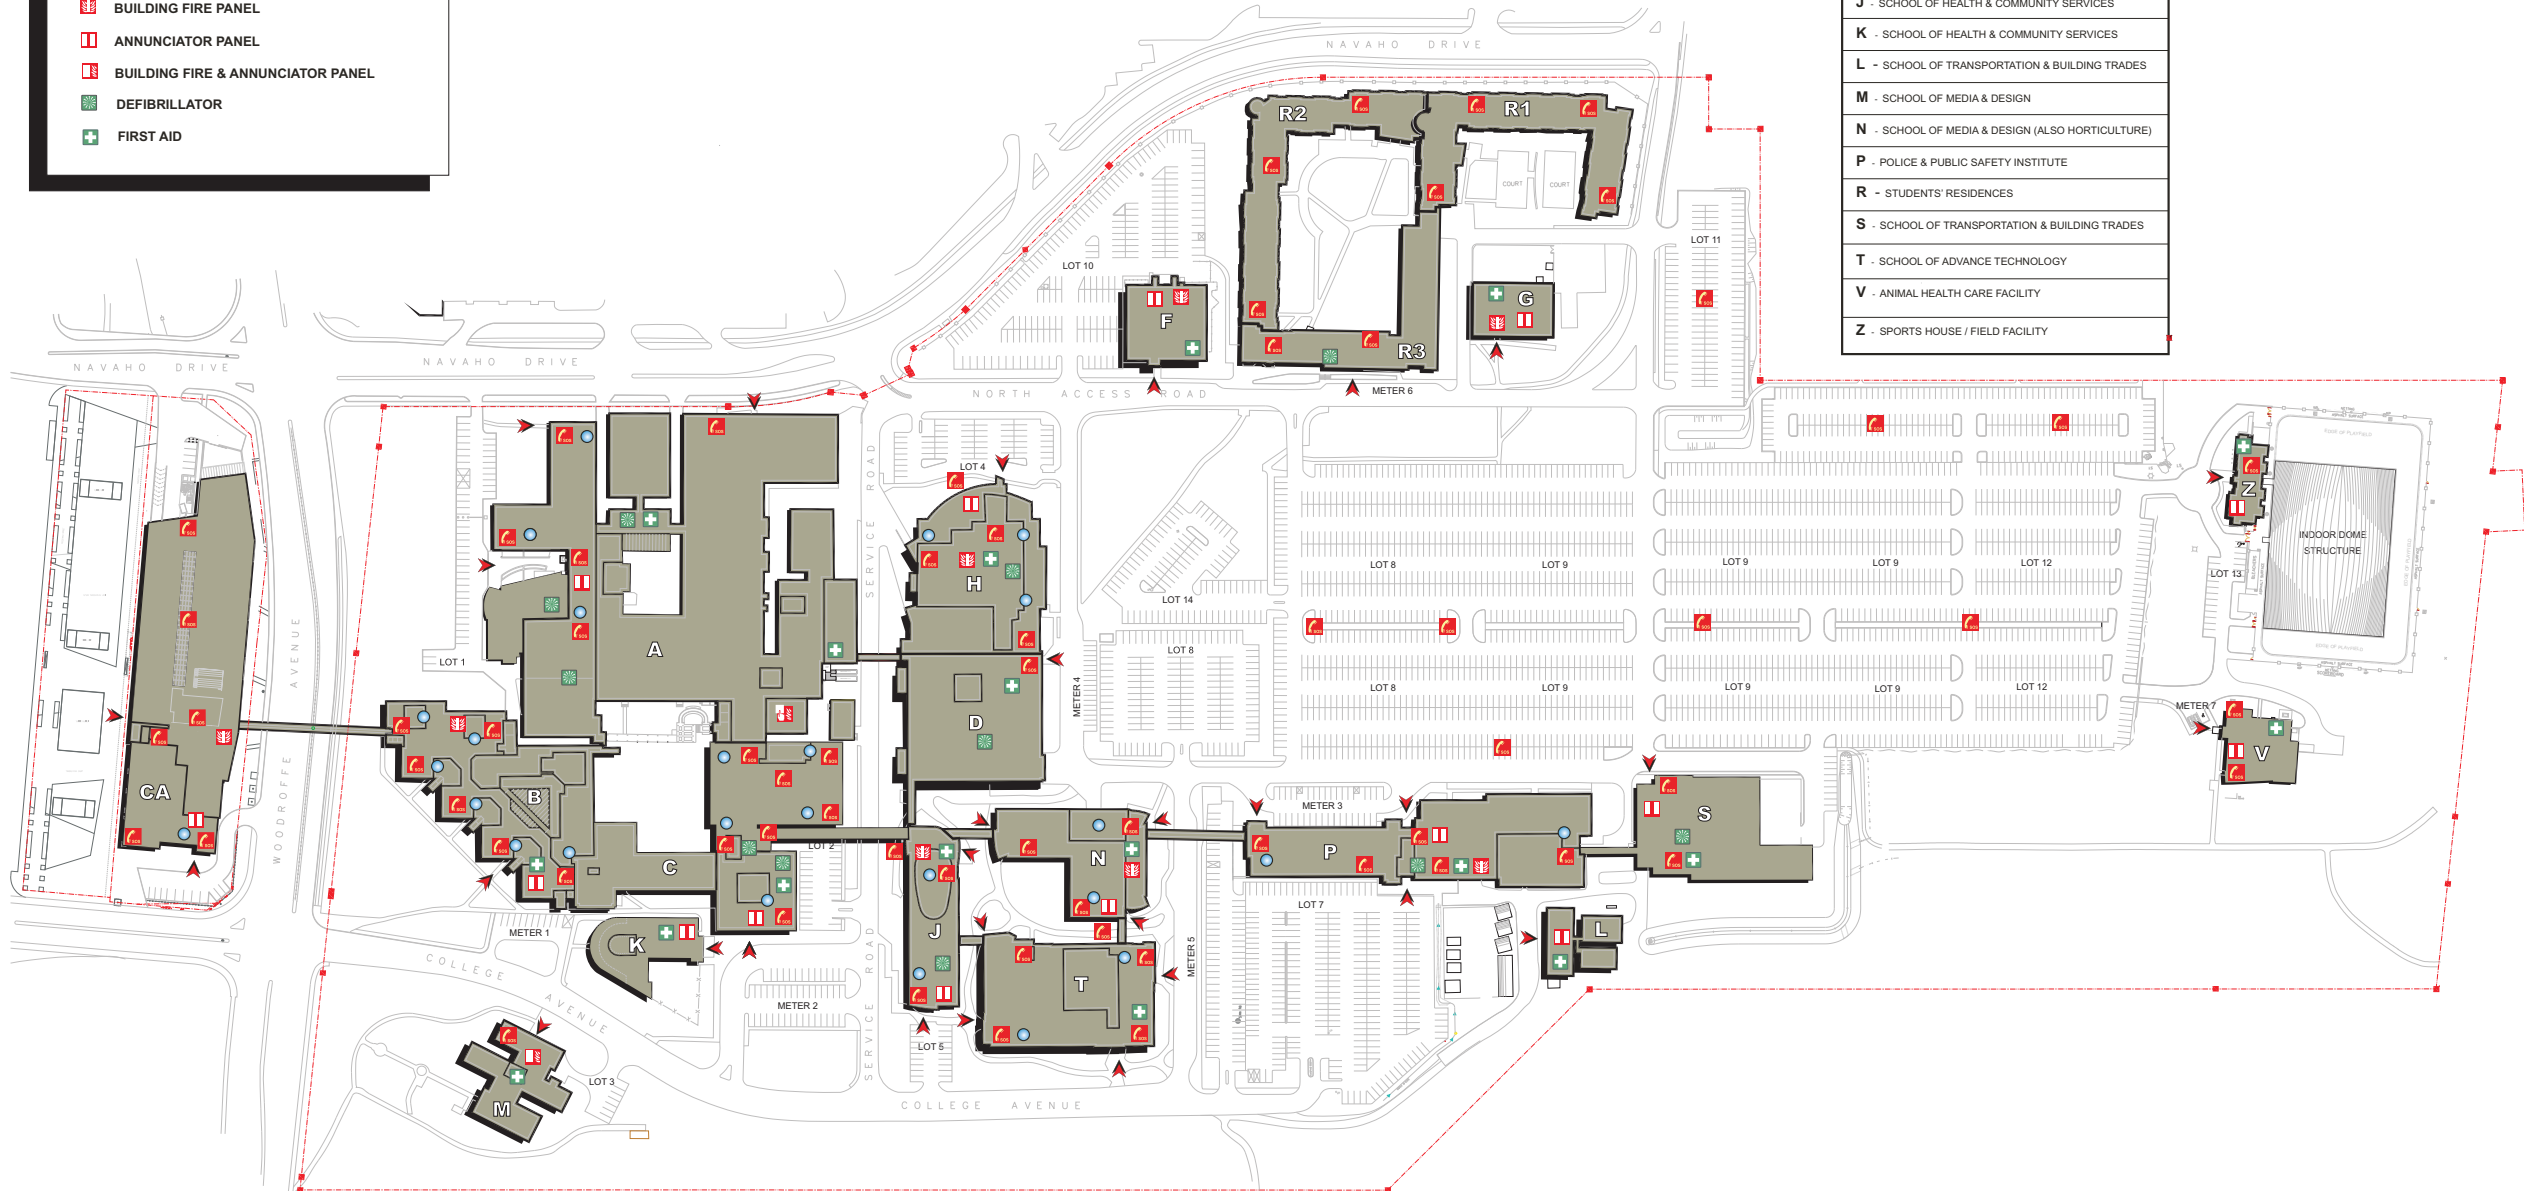 BUILDING FIRE PANEL
ANNUNCIATOR PANEL
BUILDING FIRE & ANNUNCIATOR PANEL
DEFIBRILLATOR
FIRST AID
J - SCHOOL OF HEALTH & COMMUNITY SERVICES
K - SCHOOL OF HEALTH & COMMUNITY SERVICES
L - SCHOOL OF TRANSPORTATION & BUILDING TRADES
M - SCHOOL OF MEDIA & DESIGN
N - SCHOOL OF MEDIA & DESIGN (ALSO HORTICULTURE)
P - POLICE & PUBLIC SAFETY INSTITUTE
R - STUDENTS' RESIDENCES
S - SCHOOL OF TRANSPORTATION & BUILDING TRADES
T - SCHOOL OF ADVANCE TECHNOLOGY
V - ANIMAL HEALTH CARE FACILITY
Z - SPORTS HOUSE / FIELD FACILITY
NAVAHO DRIVE
R2
R1
COURT
COURT
LOT 11
LOT 10
F
G
R3
METER 6
NAVAHO DRIVE
NAVAHO DRIVE
NORTH ACCESS ROAD
SERVICE ROAD
LOT 4
H
Z
INDOOR DOME
STRUCTURE
LOT 8
LOT 9
LOT 9
LOT 9
LOT 12
LOT 13
LOT 14
A
LOT 1
LOT 8
WOODROFFE AVENUE
METER 4
LOT 8
LOT 9
LOT 9
LOT 9
LOT 12
METER 7
D
V
CA
B
METER 3
S
LOT 2
N
P
C
LOT 7
METER 1
K
J
L
COLLEGE AVENUE
METER 5
T
METER 2
SERVICE ROAD
LOT 5
LOT 3
M
COLLEGE AVENUE